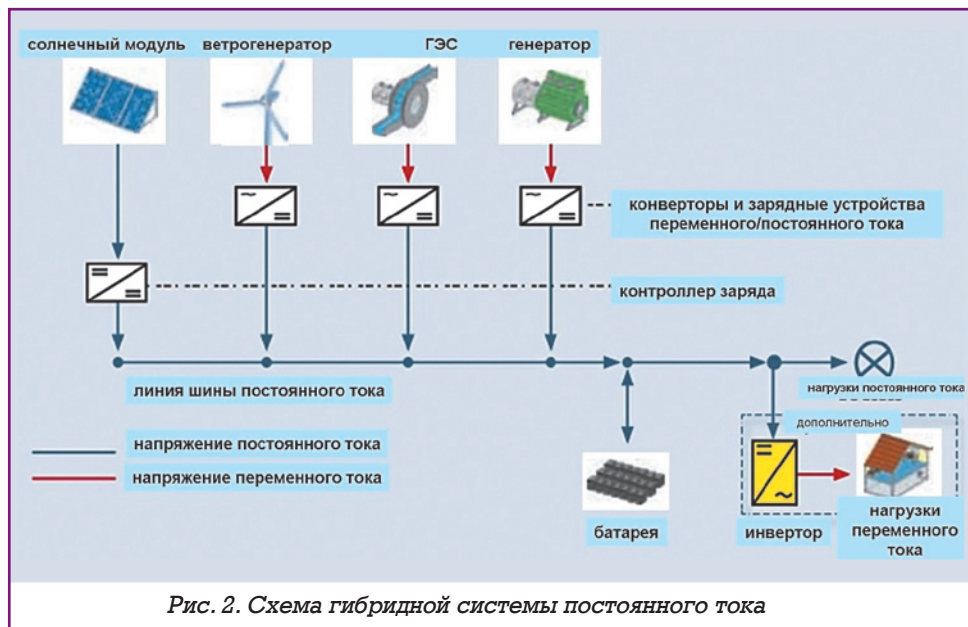 солнечный модуль ветрогенератор ГЭС генератор
конверторы и зарядные устройства
переменного/постоянного тока
контроллер заряда
линия шины постоянного тока
нагрузки постоянного тока
напряжение постоянного тока
напряжение переменного тока
дополнительно
батарея
инвертор
нагрузки
переменного
тока
Рис. 2. Схема гибридной системы постоянного тока